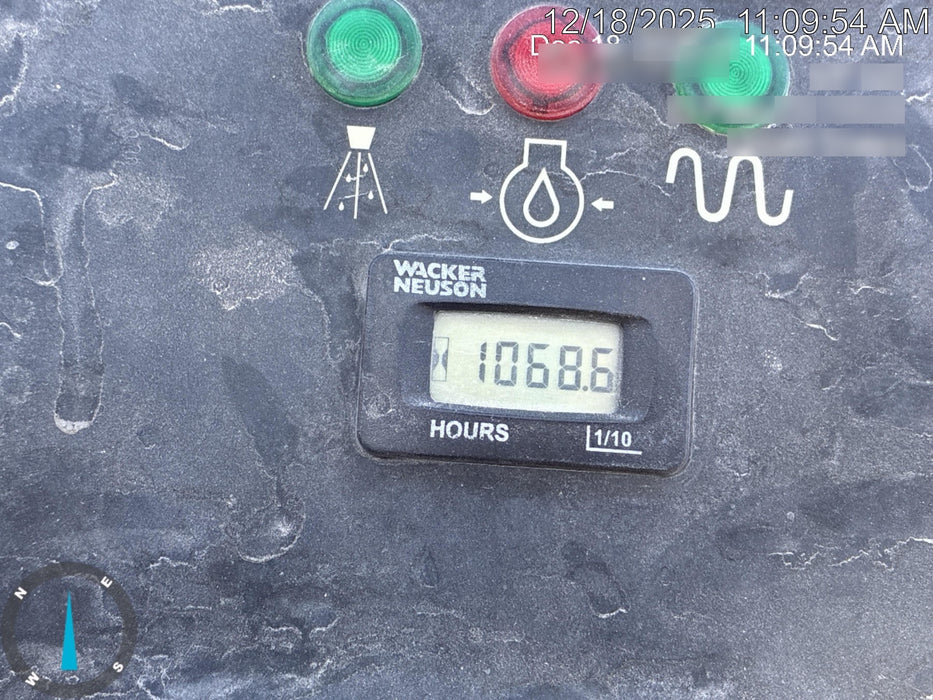 12/18/2025 11:09:54 AM
11:09:54 AM
WACKER
NEUSON
1068.6
HOURS
1/10
N
E
W
S